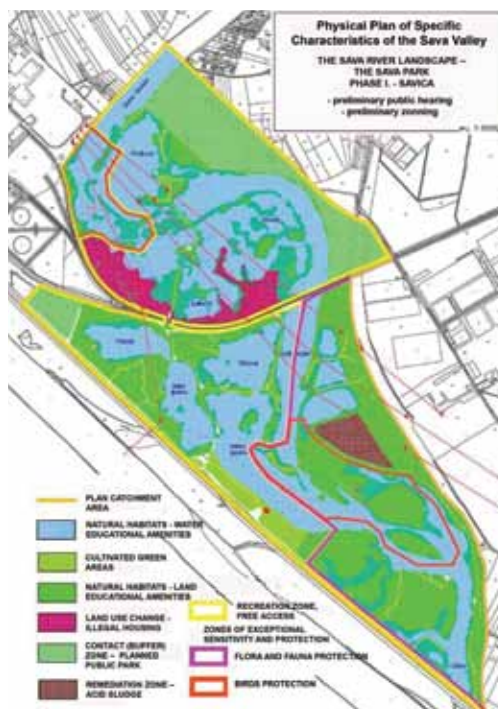 Physical Plan of Specific
Characteristics of the Sava Valley
THE SAVA RIVER LANDSCAPE –
THE SAVA PARK
PHASE I. - SAVICA
- preliminary public hearing
- preliminary zonning
PLAN CATCHMENT
AREA
NATURAL HABITATS - WATER
EDUCATIONAL AMENITIES
CULTIVATED GREEN
AREAS
NATURAL HABITATS - LAND
EDUCATIONAL AMENITIES
LAND USE CHANGE -
ILLEGAL HOUSING
CONTACT (BUFFER)
ZONE – PLANNED
PUBLIC PARK
REMEDIATION ZONE –
ACID SLUDGE
RECREATION ZONE,
FREE ACCESS
ZONES OF EXCEPTIONAL
SENSITIVITY AND PROTECTION
FLORA AND FAUNA PROTECTION
BIRDS PROTECTION